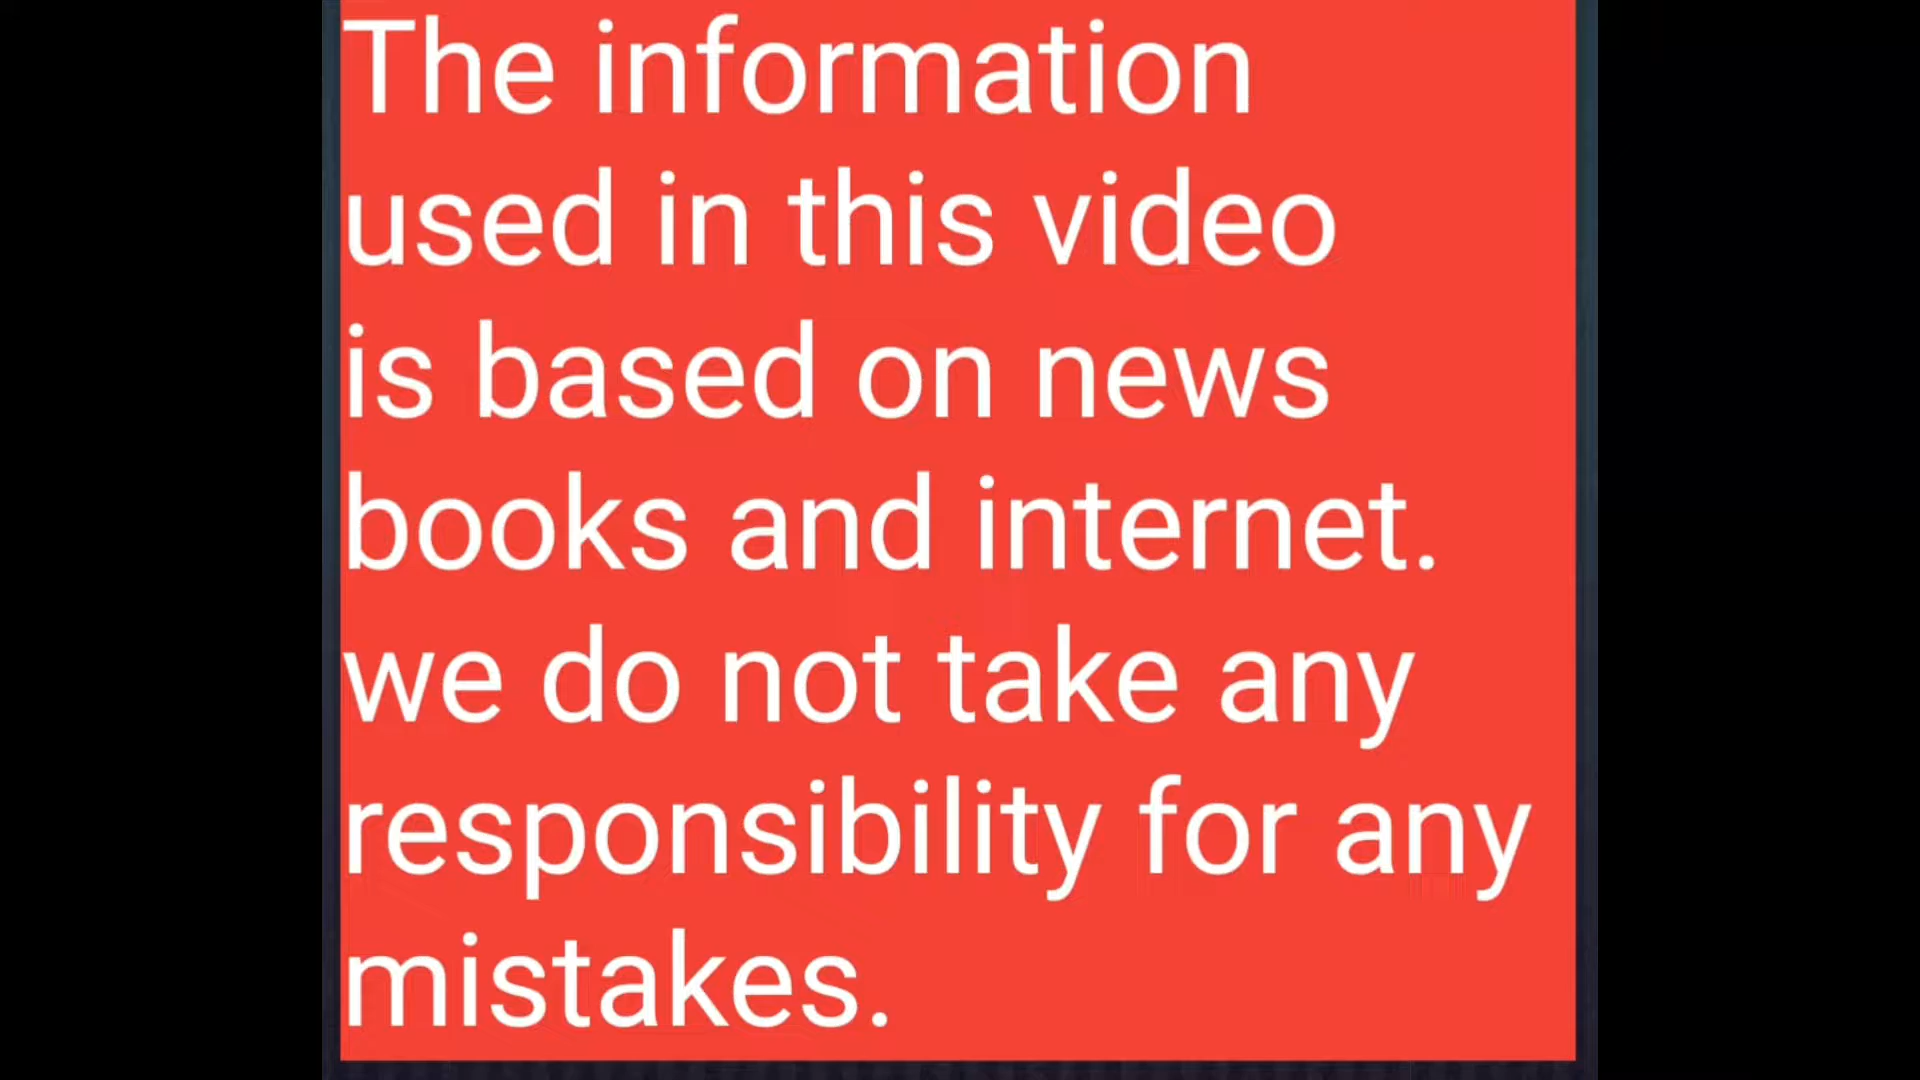 The information
used in this video
is based on news
books and internet.
we do not take any
responsibility for any
mistakes.